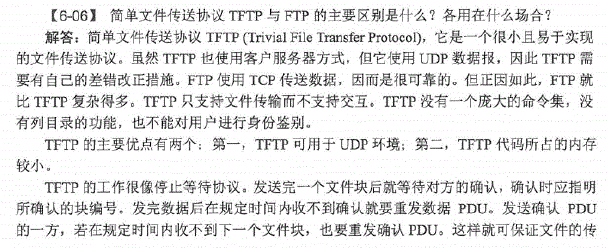 【6-06】 简单文件传送协议 TFTP 与 FTP 的主要区别是什么？各用在什么场合？
解答：简单文件传送协议 TFTP (Trivial File Transfer Protocol)，它是一个很小且易于实现
的文件传送协议。虽然 TFTP 也使用客户服务器方式，但它使用 UDP 数据报，因此 TFTP 需
要有自己的差错改正措施。FTP 使用 TCP 传送数据，因而是很可靠的。但正因如此，FTP 就
比 TFTP 复杂得多。TFTP 只支持文件传输而不支持交互。TFTP 没有一个庞大的命令集，没
有列目录的功能，也不能对用户进行身份鉴别。
TFTP 的主要优点有两个：第一，TFTP 可用于 UDP 环境；第二，TFTP 代码所占的内存
较小。
TFTP 的工作很像停止等待协议。发送完一个文件块后就等待对方的确认，确认时应指明
所确认的块编号。发完数据后在规定时间内收不到确认就要重发数据 PDU。发送确认 PDU
的一方，若在规定时间内收不到下一个文件块，也要重发确认 PDU。这样就可保证文件的传